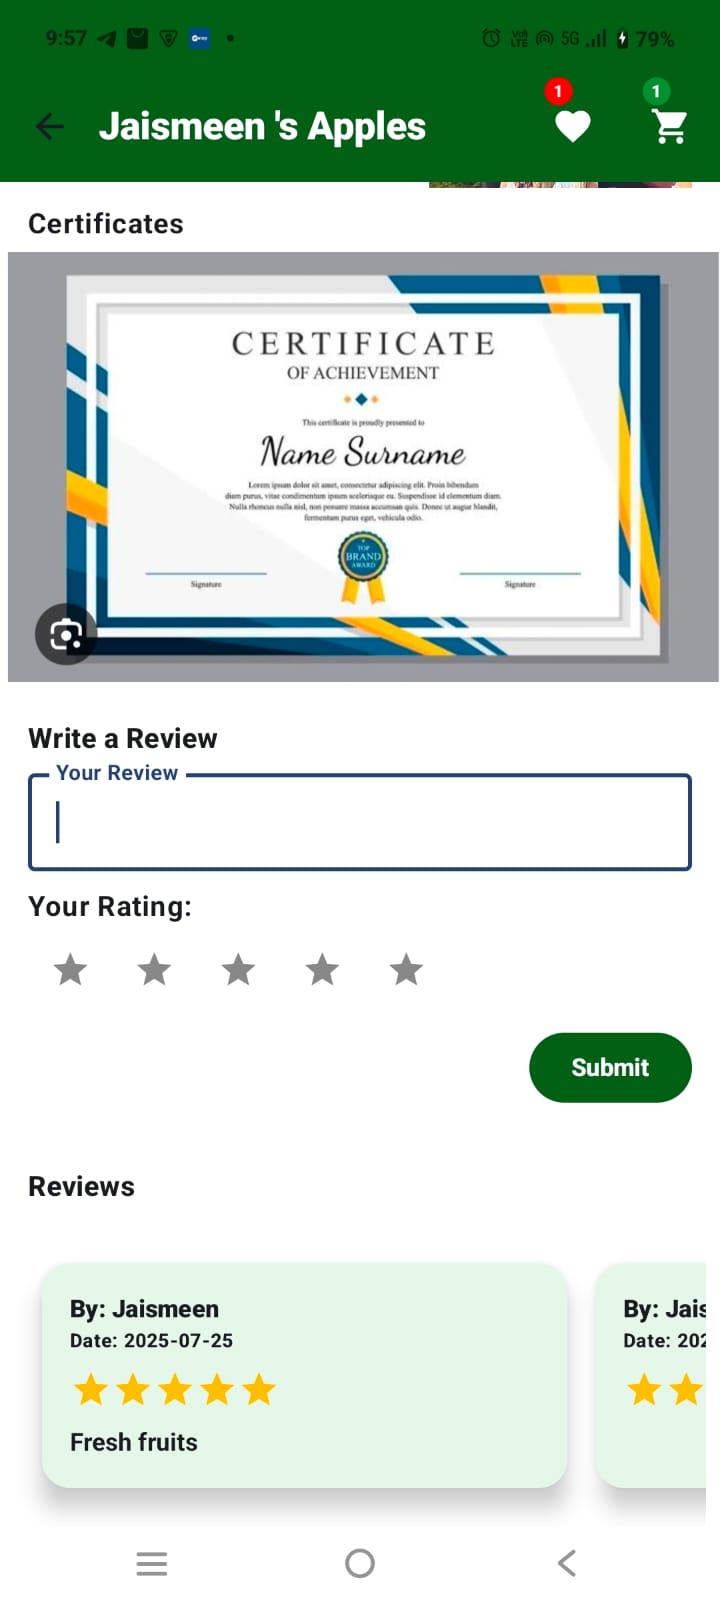 9:57
VoLTE 5G 79%
1 1
Jaismeen 's Apples
Certificates
CERTIFICATE
OF ACHIEVEMENT
This certificate is proudly presented to
Name Surname
Lorem ipsum dolor sit amet, consectetur adipiscing elit. Proin bibendum
diam purus, vitae condimentum ipsum scelerisque eu. Suspendisse id elementum diam.
Nulla rhoncus nulla nisl, non posuere massa accumsan quis. Donec ut augue blandit,
fermentum purus eget, vehicula odio.
TOP
BRAND
AWARD
Signature Signature
Write a Review
Your Review
Your Rating:
Submit
Reviews
By: Jaismeen By: Jais
Date: 2025-07-25 Date: 202
Fresh fruits